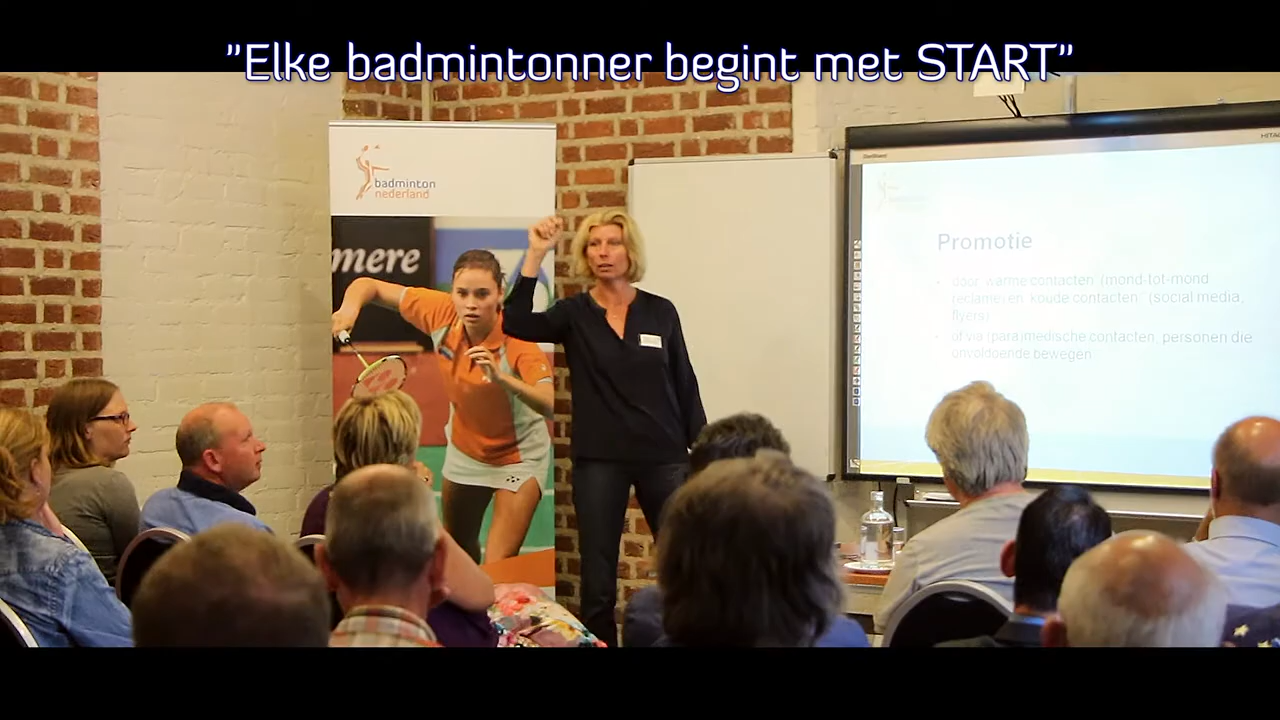 ”Elke badmintonner begint met START”
badminton
nederland
mere
Promotie
door 'warme contacten' (mond-tot-mond
reclame) en 'koude contacten' (social media,
flyers)
of via (para)medische contacten, personen die
onvoldoende bewegen